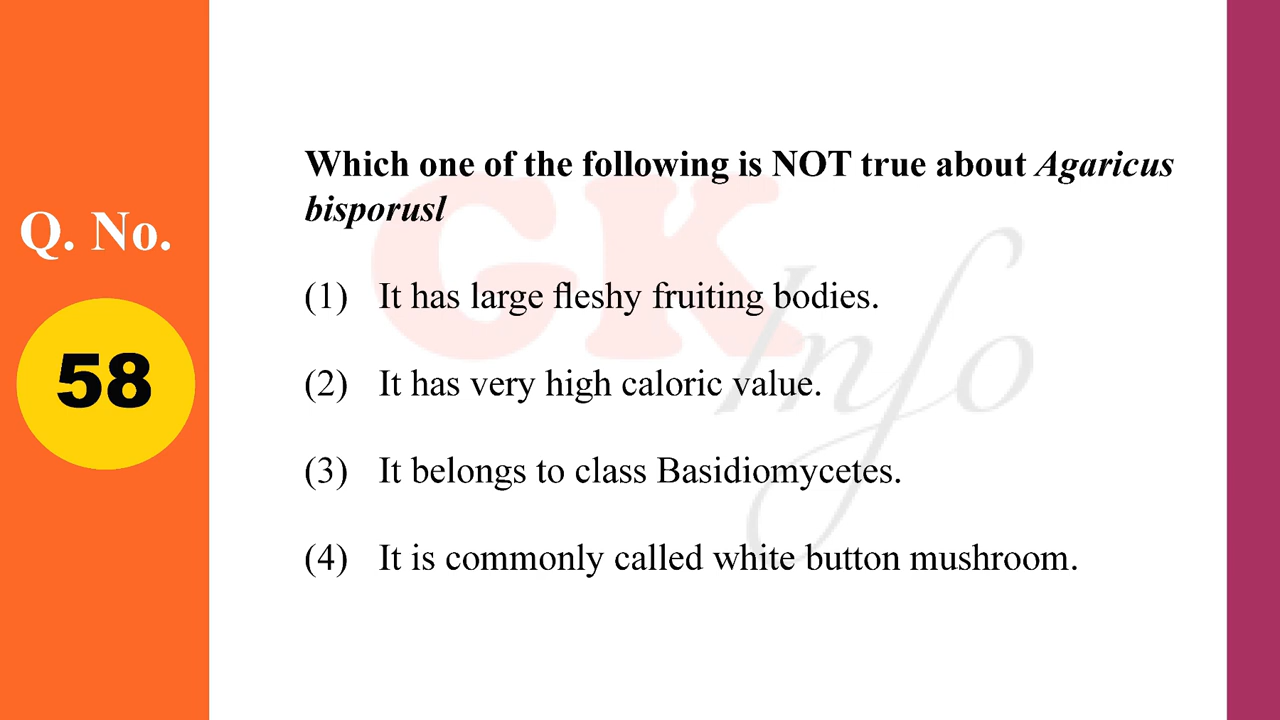 Q. No.
58
Which one of the following is NOT true about Agaricus
bisporusl
(1) It has large fleshy fruiting bodies.
(2) It has very high caloric value.
(3) It belongs to class Basidiomycetes.
(4) It is commonly called white button mushroom.
GK
Info